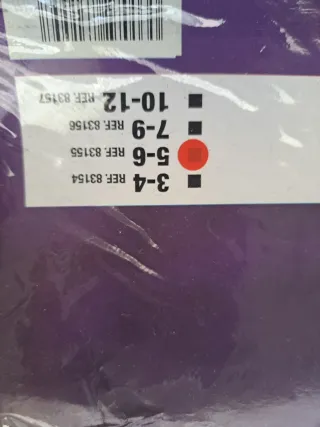 3-4 REF. 83154
5-6 REF. 83155
7-9 REF. 83156
10-12 REF. 83157